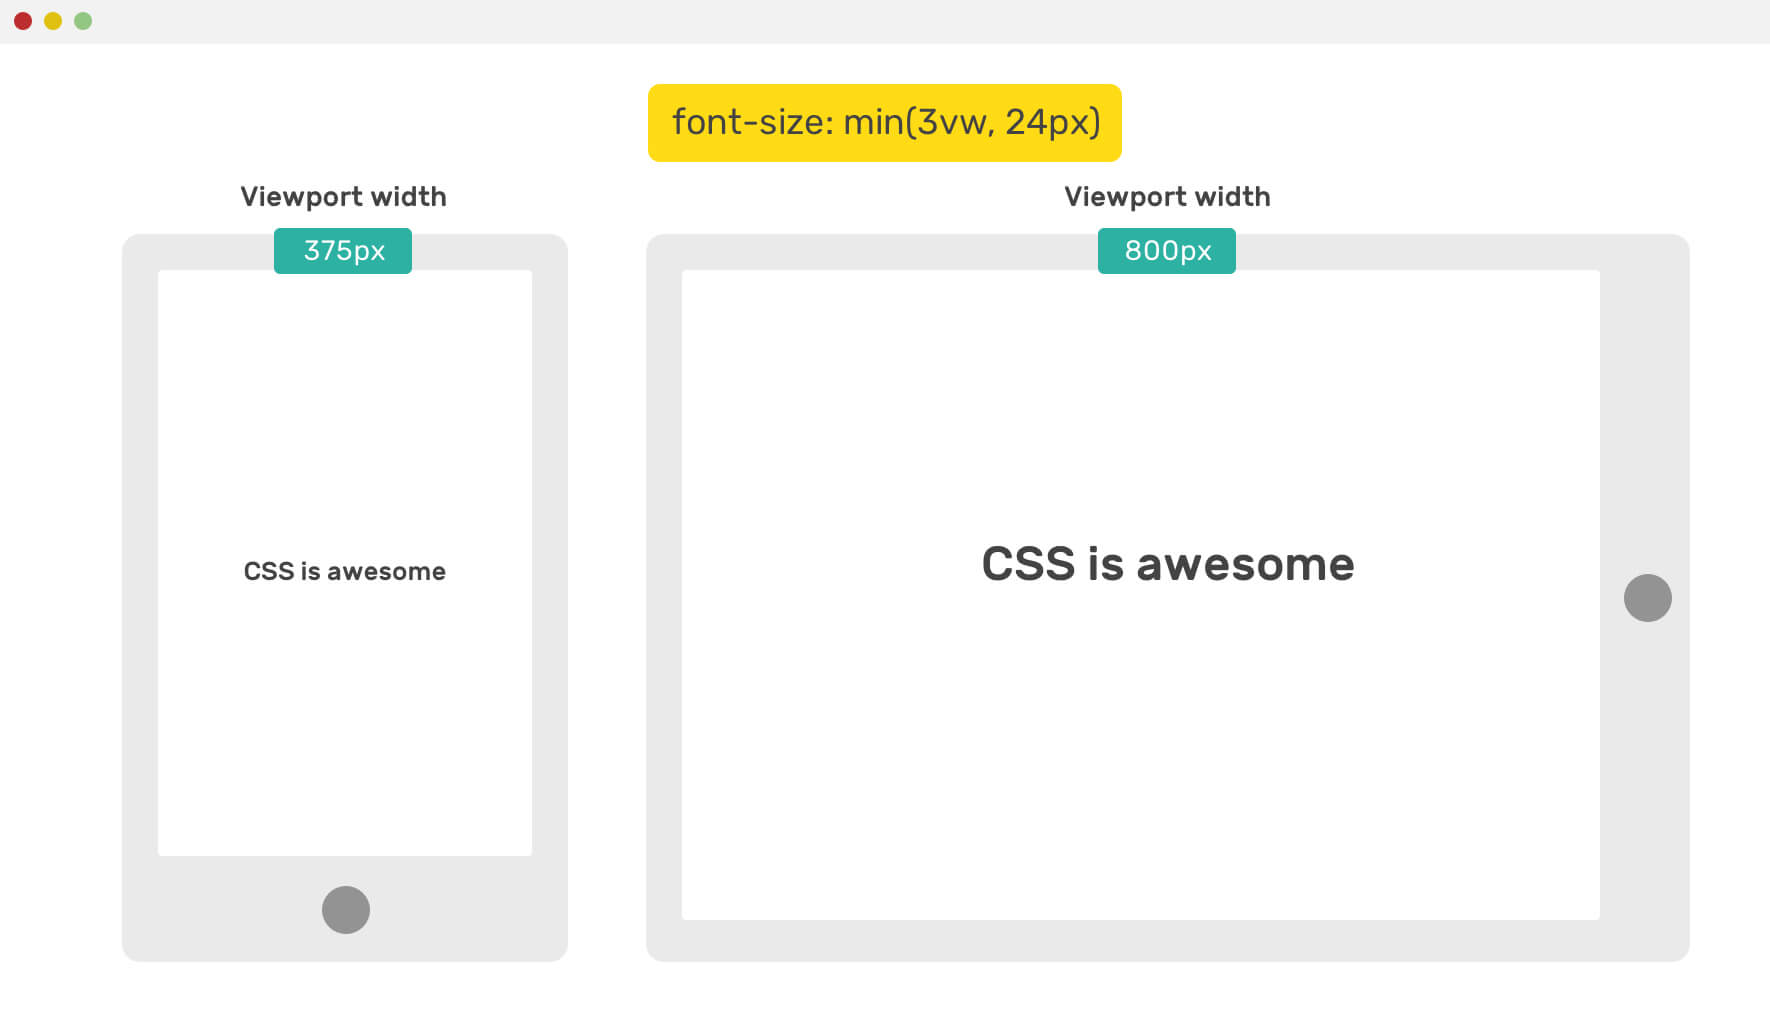 font-size: min(3vw, 24px)
Viewport width
375px
CSS is awesome
Viewport width
800px
CSS is awesome